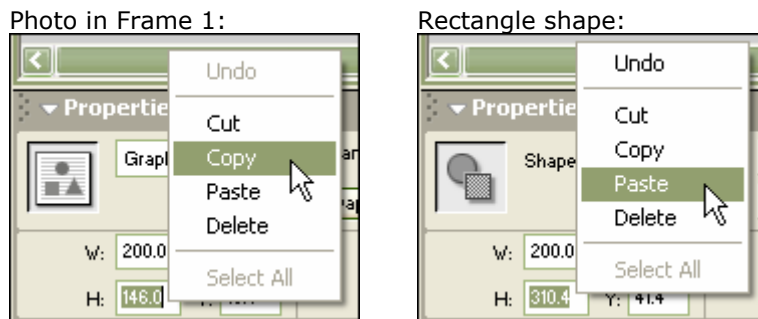 Photo in Frame 1:
Undo
Propertie
Cut
Graph
Copy
Paste
Delete
W: 200.0
Select All
H: 146.0
Rectangle shape:
Undo
Propertie
Cut
Shape
Copy
Paste
Delete
W: 200.0
Select All
H: 310.4 Y: 41.4